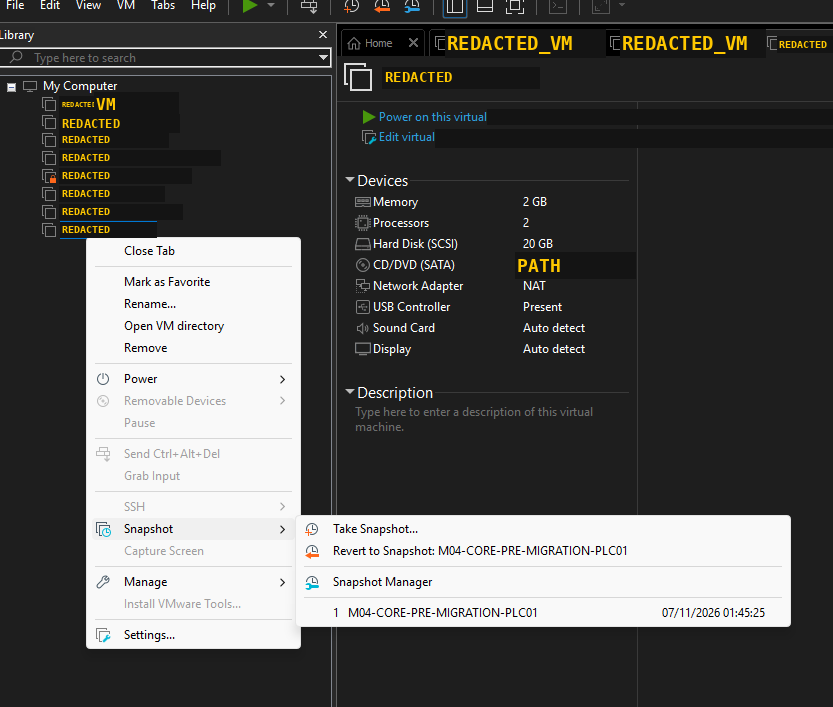 File Edit View VM Tabs Help
Library
Type here to search
My Computer
REDACTED VM
REDACTED
REDACTED
REDACTED
REDACTED
REDACTED
REDACTED
REDACTED
Close Tab
Mark as Favorite
Rename...
Open VM directory
Remove
Power
Removable Devices
Pause
Send Ctrl+Alt+Del
Grab Input
SSH
Snapshot
Capture Screen
Manage
Install VMware Tools...
Settings...
Home REDACTED_VM REDACTED_VM REDACTED
REDACTED
Power on this virtual
Edit virtual
Devices
Memory 2 GB
Processors 2
Hard Disk (SCSI) 20 GB
CD/DVD (SATA) PATH
Network Adapter NAT
USB Controller Present
Sound Card Auto detect
Display Auto detect
Description
Type here to enter a description of this virtual
machine.
Take Snapshot...
Revert to Snapshot: M04-CORE-PRE-MIGRATION-PLC01
Snapshot Manager
1 M04-CORE-PRE-MIGRATION-PLC01 07/11/2026 01:45:25